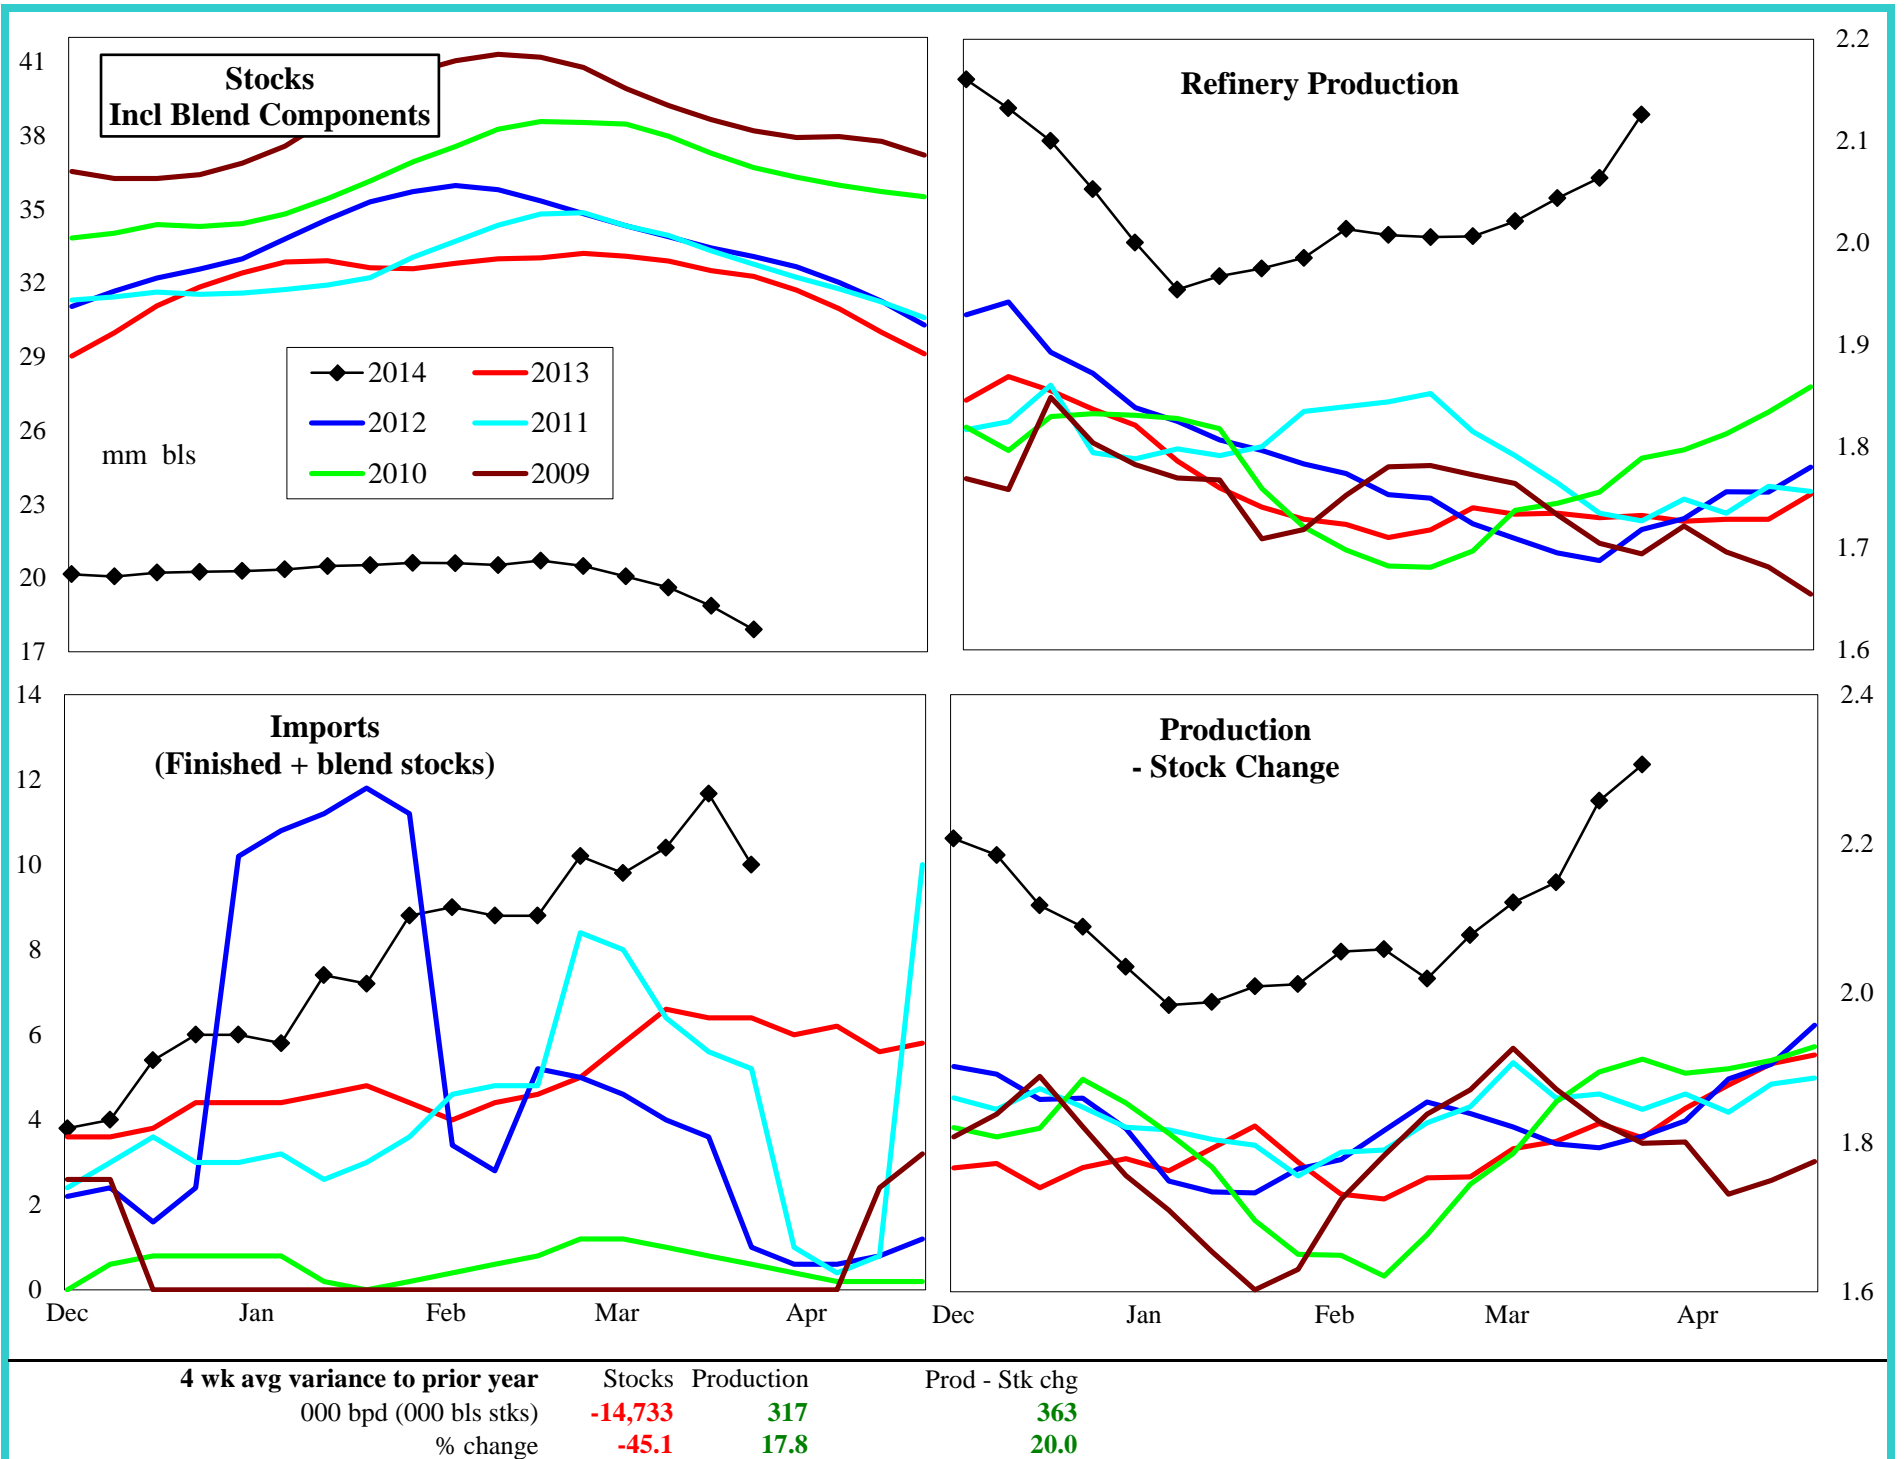 Stocks
Incl Blend Components
41
38
35
32
29
26
23
20
17
mm bls
2014 2013
2012 2011
2010 2009
Refinery Production
2.2
2.1
2.0
1.9
1.8
1.7
1.6
Imports
(Finished + blend stocks)
14
12
10
8
6
4
2
0
Dec Jan Feb Mar Apr
Production
- Stock Change
2.4
2.2
2.0
1.8
1.6
Dec Jan Feb Mar Apr
4 wk avg variance to prior year Stocks Production Prod - Stk chg
000 bpd (000 bls stks) -14,733 317 363
% change -45.1 17.8 20.0